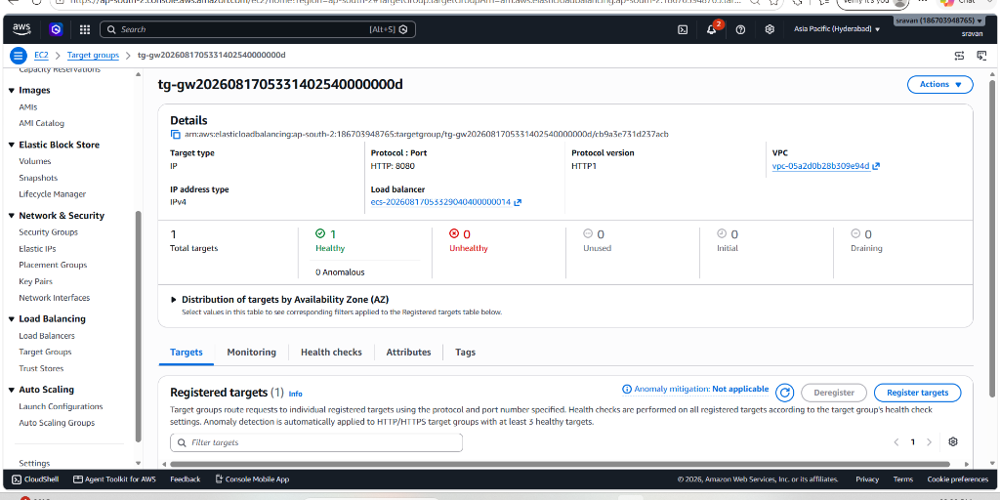 aws
Search
[Alt+S]
2
Asia Pacific (Hyderabad)
sravan (186703948765)
sravan
EC2
Target groups
tg-gw20260817053314025400000000d
Capacity Reservations
Images
AMIs
AMI Catalog
Elastic Block Store
Volumes
Snapshots
Lifecycle Manager
Network & Security
Security Groups
Elastic IPs
Placement Groups
Key Pairs
Network Interfaces
Load Balancing
Load Balancers
Target Groups
Trust Stores
Auto Scaling
Launch Configurations
Auto Scaling Groups
Settings
tg-gw20260817053314025400000000d
Actions
Details
arn:aws:elasticloadbalancing:ap-south-2:186703948765:targetgroup/tg-gw20260817053314025400000000d/cb9a3e731d237acb
Target type
IP
Protocol : Port
HTTP: 8080
Protocol version
HTTP1
VPC
vpc-05a2d0b28b309e94d
IP address type
IPv4
Load balancer
ecs-20260817053329040400000014
1
Total targets
1
Healthy
0 Anomalous
0
Unhealthy
0
Unused
0
Initial
0
Draining
Distribution of targets by Availability Zone (AZ)
Select values in this table to see corresponding filters applied to the Registered targets table below.
Targets
Monitoring
Health checks
Attributes
Tags
Registered targets (1) Info
Anomaly mitigation: Not applicable
Deregister
Register targets
Target groups route requests to individual registered targets using the protocol and port number specified. Health checks are performed on all registered targets according to the target group's health check
settings. Anomaly detection is automatically applied to HTTP/HTTPS target groups with at least 3 healthy targets.
Filter targets
1
CloudShell
Agent Toolkit for AWS
Feedback
Console Mobile App
© 2026, Amazon Web Services, Inc. or its affiliates.
Privacy
Terms
Cookie preferences